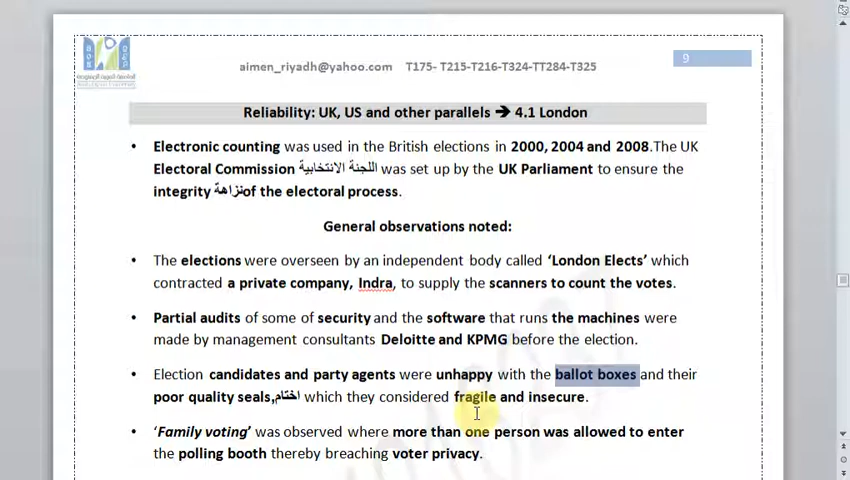 aimen_riyadh@yahoo.com T175- T215-T216-T324-TT284-T325
9
Reliability: UK, US and other parallels ➔ 4.1 London
• Electronic counting was used in the British elections in 2000, 2004 and 2008.The UK
Electoral Commission اللجنة الانتخابية was set up by the UK Parliament to ensure the
integrity نزاهةof the electoral process.
General observations noted:
• The elections were overseen by an independent body called ‘London Elects’ which
contracted a private company, Indra, to supply the scanners to count the votes.
• Partial audits of some of security and the software that runs the machines were
made by management consultants Deloitte and KPMG before the election.
• Election candidates and party agents were unhappy with the ballot boxes and their
poor quality seals,اختام which they considered fragile and insecure.
• ‘Family voting’ was observed where more than one person was allowed to enter
the polling booth thereby breaching voter privacy.